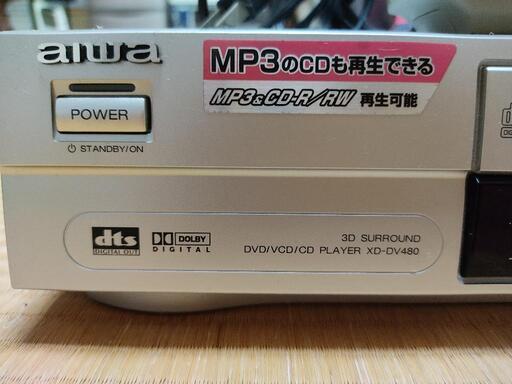 aiwa
MP3のCDも再生できる
MP3&CD-R/RW 再生可能
POWER
STANDBY/ON
dts
DIGITAL OUT
DOLBY
DIGITAL
3D SURROUND
DVD/VCD/CD PLAYER XD-DV480